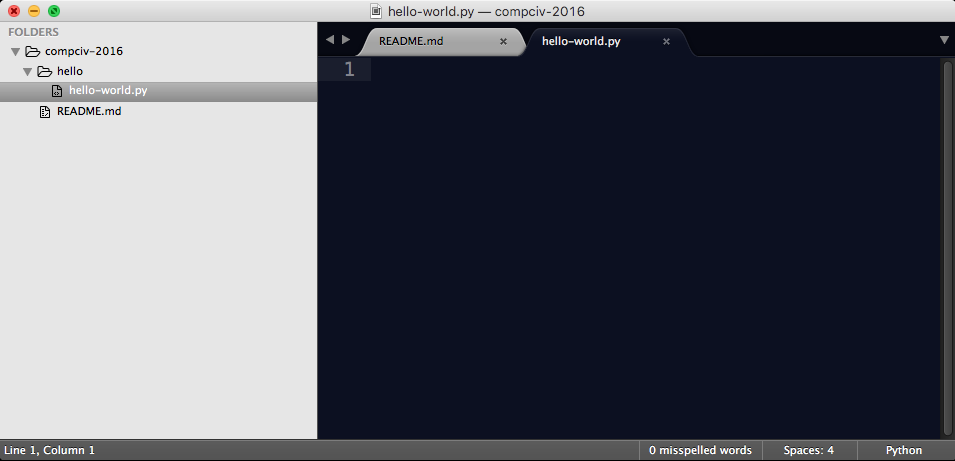 hello-world.py — compciv-2016
FOLDERS
compciv-2016
hello
hello-world.py
README.md
README.md
hello-world.py
1
Line 1, Column 1
0 misspelled words
Spaces: 4
Python